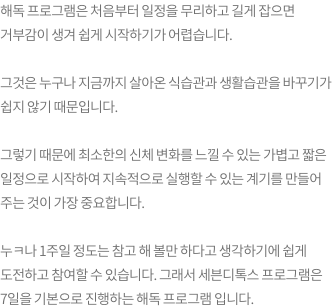 해독 프로그램은 처음부터 일정을 무리하고 길게 잡으면
거부감이 생겨 쉽게 시작하기가 어렵습니다.
그것은 누구나 지금까지 살아온 식습관과 생활습관을 바꾸기가
쉽지 않기 때문입니다.
그렇기 때문에 최소한의 신체 변화를 느낄 수 있는 가볍고 짧은
일정으로 시작하여 지속적으로 실행할 수 있는 계기를 만들어
주는 것이 가장 중요합니다.
누ㅋ나 1주일 정도는 참고 해 볼만 하다고 생각하기에 쉽게
도전하고 참여할 수 있습니다. 그래서 세븐디톡스 프로그램은
7일을 기본으로 진행하는 해독 프로그램 입니다.